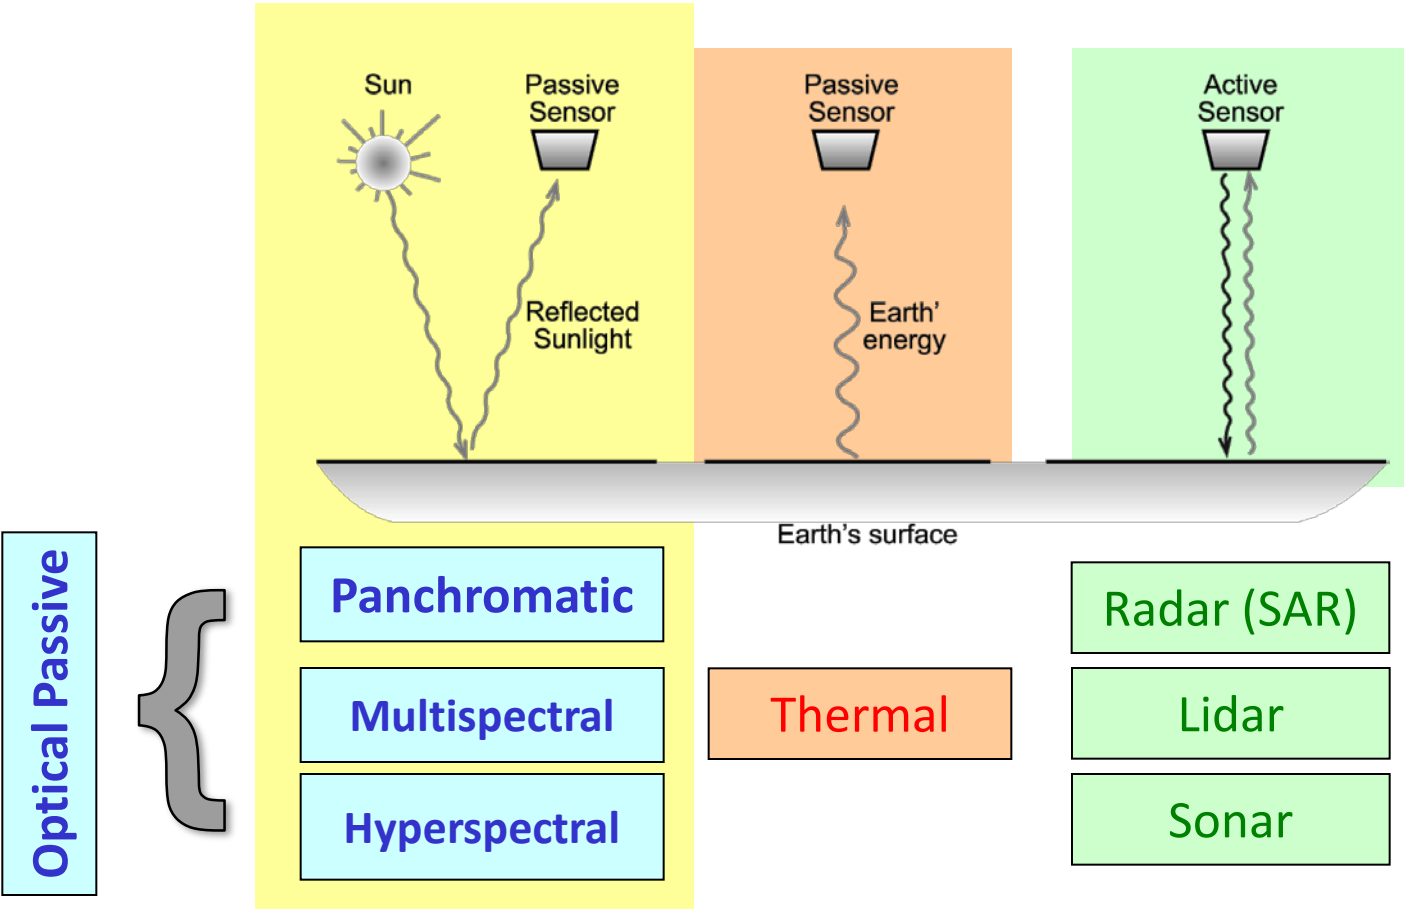 Sun
Passive
Sensor
Reflected
Sunlight
Passive
Sensor
Earth'
energy
Active
Sensor
Earth's surface
Optical Passive
Panchromatic
Multispectral
Hyperspectral
Thermal
Radar (SAR)
Lidar
Sonar